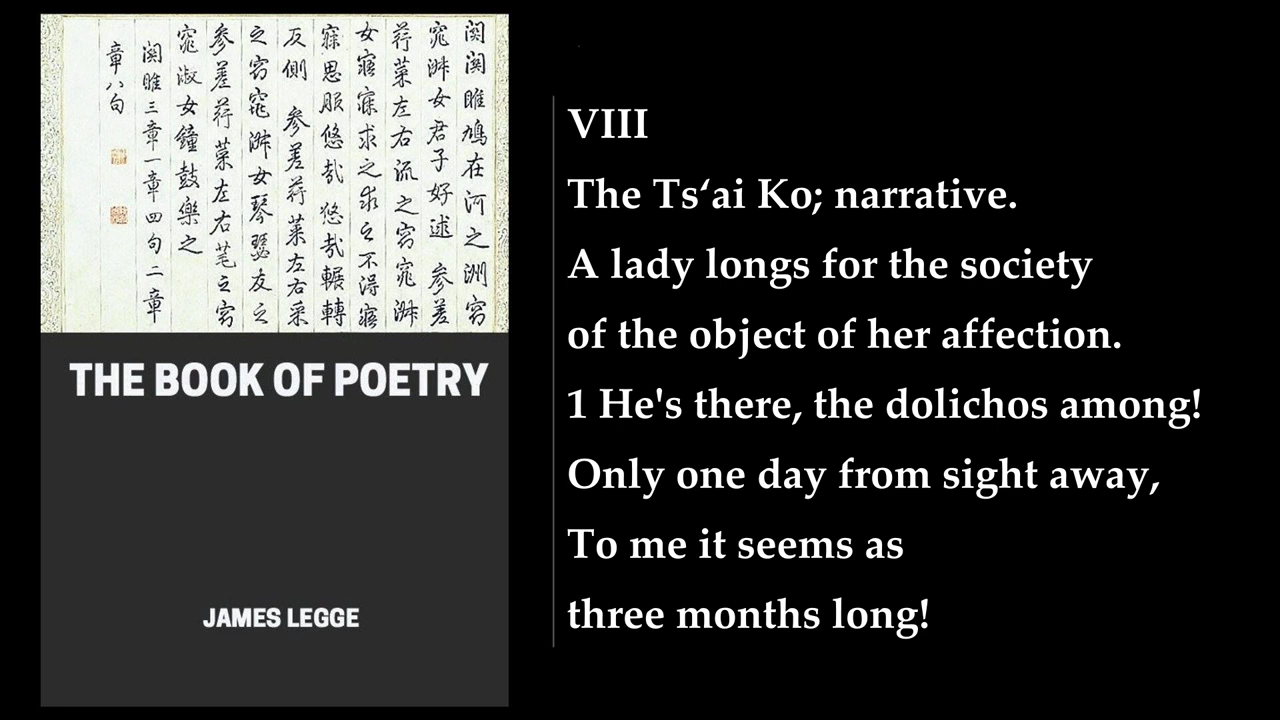 關關雎鳩在河之洲窈
窕淑女君子好逑 參差
荇菜左右流之窈窕淑
女寤寐求之求之不得寤
寐思服悠哉悠哉輾轉
反側 參差荇菜左右采
之窈窕淑女琴瑟友之
參差荇菜左右芼之窈
窕淑女鐘鼓樂之
關雎三章一章四句二章
章八句
THE BOOK OF POETRY
JAMES LEGGE
VIII
The Ts‘ai Ko; narrative.
A lady longs for the society
of the object of her affection.
1 He's there, the dolichos among!
Only one day from sight away,
To me it seems as
three months long!